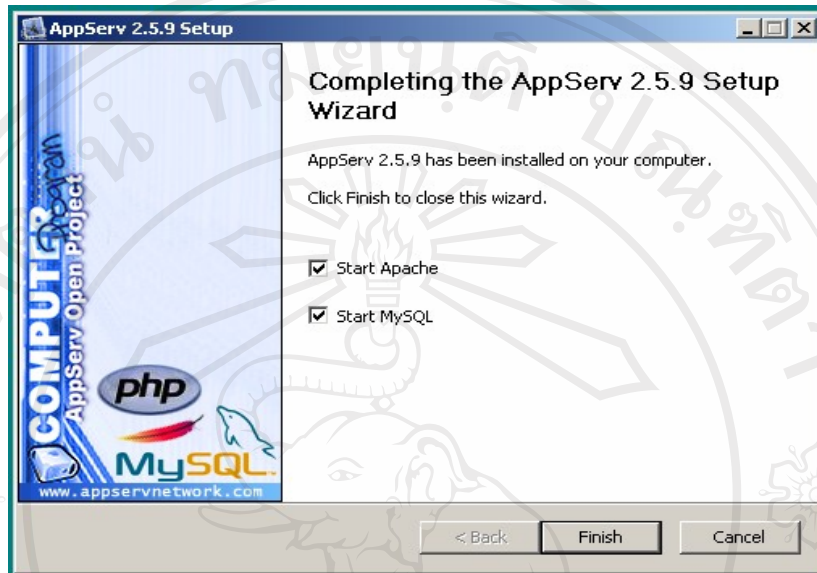 AppServ 2.5.9 Setup
Completing the AppServ 2.5.9 Setup
Wizard
AppServ 2.5.9 has been installed on your computer.
Click Finish to close this wizard.
Start Apache
Start MySQL
COMPUTER
Program
AppServ Open Project
php
MySQL
www.appservnetwork.com
< Back
Finish
Cancel